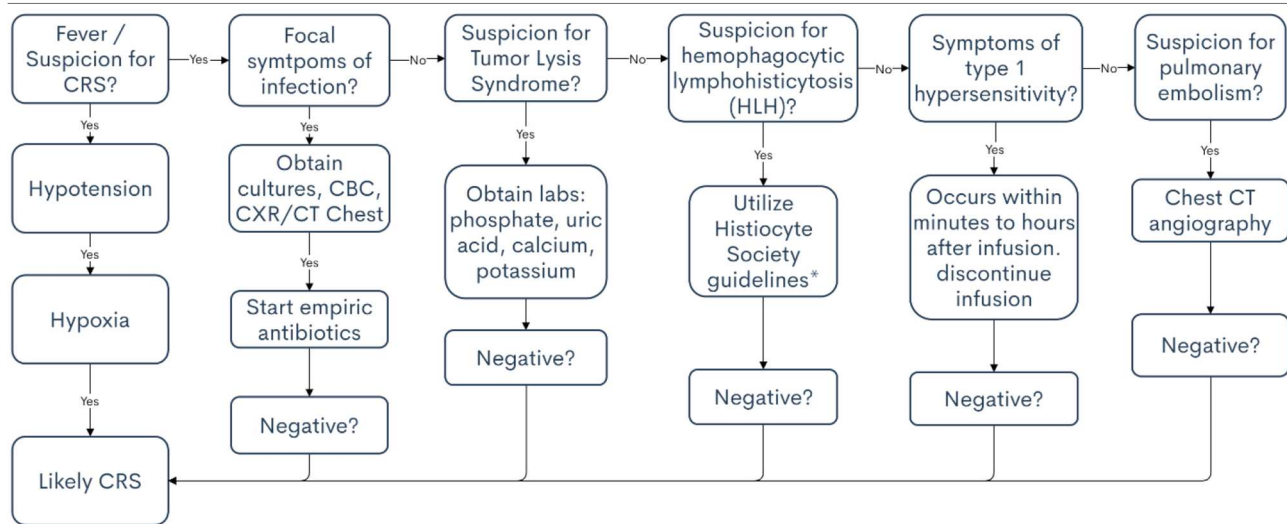 Fever /
Suspicion for
CRS?
Yes
Focal
symtpoms of
infection?
No
Suspicion for
Tumor Lysis
Syndrome?
No
Suspicion for
hemophagocytic
lymphohisticytosis
(HLH)?
No
Symptoms of
type 1
hypersensitivity?
No
Suspicion for
pulmonary
embolism?
Yes
Hypotension
Yes
Hypoxia
Yes
Likely CRS
Yes
Obtain
cultures, CBC,
CXR/CT Chest
Yes
Start empiric
antibiotics
Negative?
Yes
Obtain labs:
phosphate, uric
acid, calcium,
potassium
Negative?
Yes
Utilize
Histiocyte
Society
guidelines*
Negative?
Yes
Occurs within
minutes to hours
after infusion.
discontinue
infusion
Negative?
Yes
Chest CT
angiography
Negative?